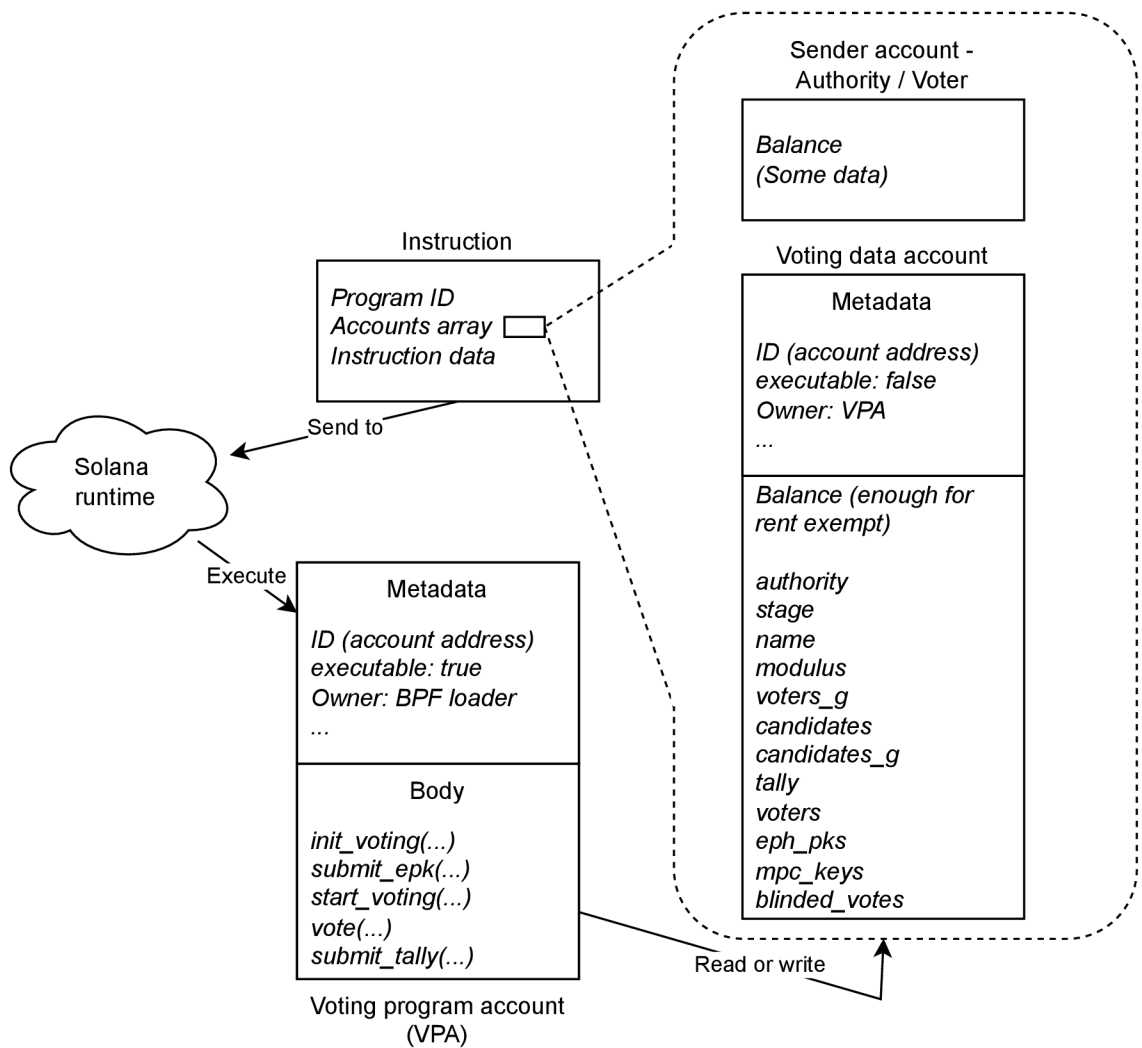 Sender account -
Authority / Voter
Balance
(Some data)
Instruction
Program ID
Accounts array
Instruction data
Send to
Solana
runtime
Execute
Metadata
ID (account address)
executable: true
Owner: BPF loader
...
Body
init_voting(...)
submit_epk(...)
start_voting(...)
vote(...)
submit_tally(...)
Voting program account
(VPA)
Voting data account
Metadata
ID (account address)
executable: false
Owner: VPA
...
Balance (enough for
rent exempt)
authority
stage
name
modulus
voters_g
candidates
candidates_g
tally
voters
eph_pks
mpc_keys
blinded_votes
Read or write